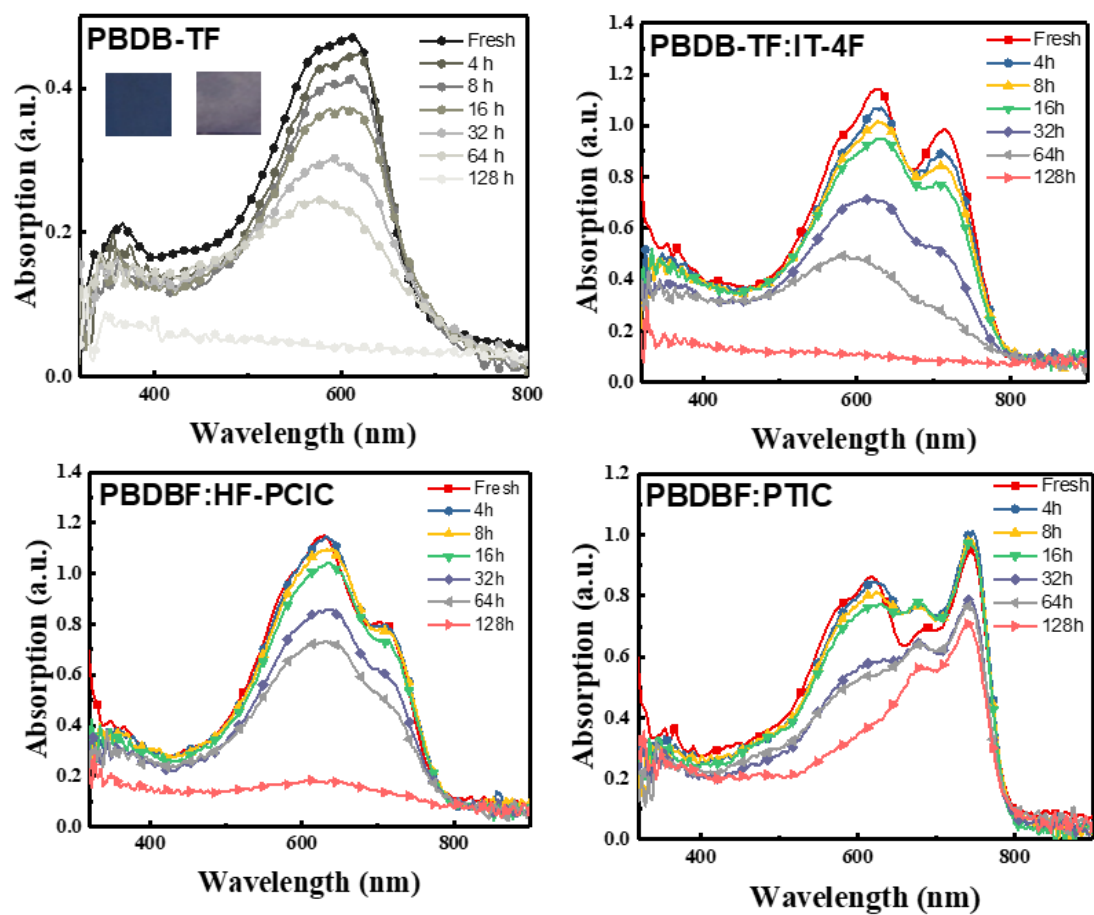 PBDB-TF
Fresh
4 h
8 h
16 h
32 h
64 h
128 h
0.4
0.2
0.0
400
600
800
Absorption (a.u.)
Wavelength (nm)
PBDB-TF:IT-4F
Fresh
4h
8h
16h
32h
64h
128h
1.4
1.2
1.0
0.8
0.6
0.4
0.2
0.0
400
600
800
Absorption (a.u.)
Wavelength (nm)
PBDBF:HF-PCIC
Fresh
4h
8h
16h
32h
64h
128h
1.4
1.2
1.0
0.8
0.6
0.4
0.2
0.0
400
600
800
Absorption (a.u.)
Wavelength (nm)
PBDBF:PTIC
Fresh
4h
8h
16h
32h
64h
128h
1.2
1.0
0.8
0.6
0.4
0.2
0.0
400
600
800
Absorption (a.u.)
Wavelength (nm)